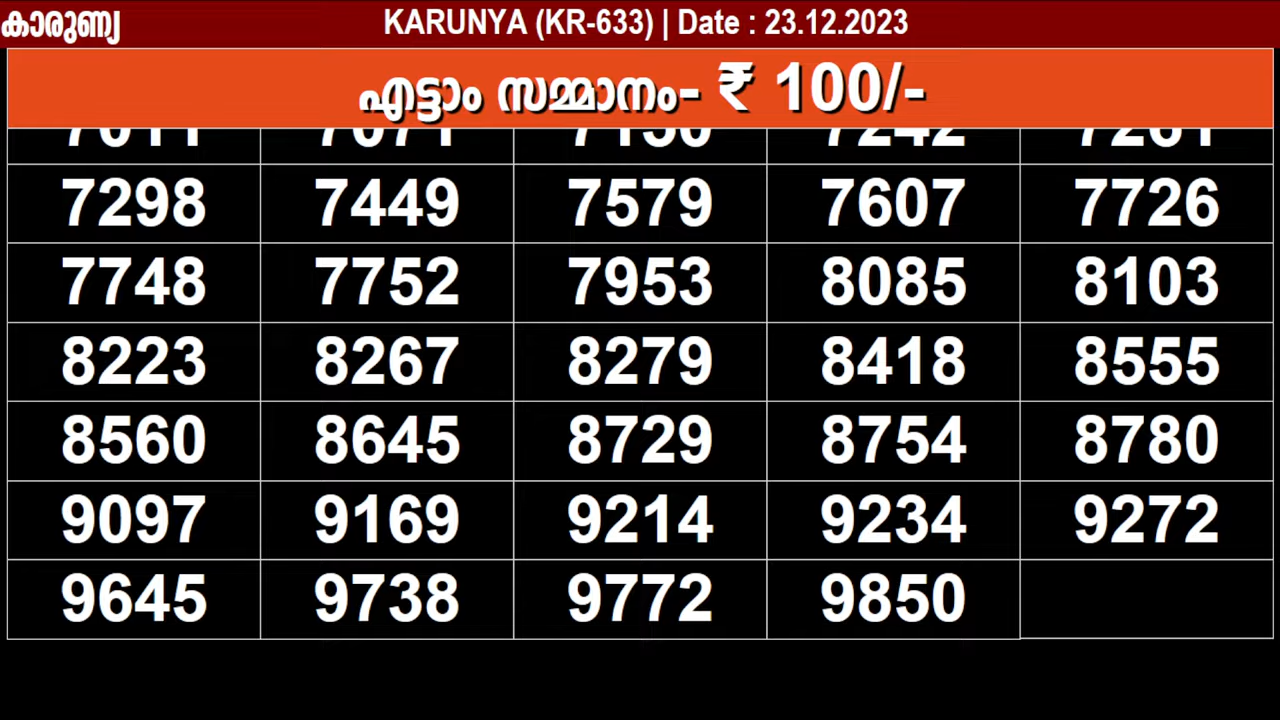 കാരുണ്യ KARUNYA (KR-633) | Date : 23.12.2023
എട്ടാം സമ്മാനം- ₹ 100/-
7298 7449 7579 7607 7726
7748 7752 7953 8085 8103
8223 8267 8279 8418 8555
8560 8645 8729 8754 8780
9097 9169 9214 9234 9272
9645 9738 9772 9850